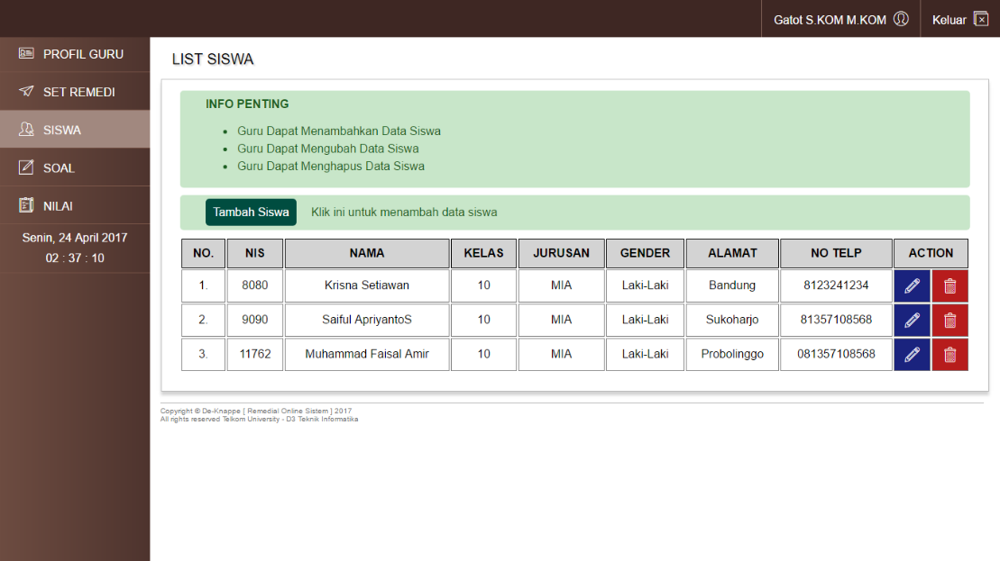 Gatot S.KOM M.KOM Keluar
PROFIL GURU
SET REMEDI
SISWA
SOAL
NILAI
Senin, 24 April 2017
02 : 37 : 10
LIST SISWA
INFO PENTING
• Guru Dapat Menambahkan Data Siswa
• Guru Dapat Mengubah Data Siswa
• Guru Dapat Menghapus Data Siswa
Tambah Siswa Klik ini untuk menambah data siswa
NO. NIS NAMA KELAS JURUSAN GENDER ALAMAT NO TELP ACTION
1. 8080 Krisna Setiawan 10 MIA Laki-Laki Bandung 8123241234
2. 9090 Saiful ApriyantoS 10 MIA Laki-Laki Sukoharjo 81357108568
3. 11762 Muhammad Faisal Amir 10 MIA Laki-Laki Probolinggo 081357108568
Copyright © De-Knappe [ Remedial Online Sistem ] 2017
All rights reserved Telkom University - D3 Teknik Informatika